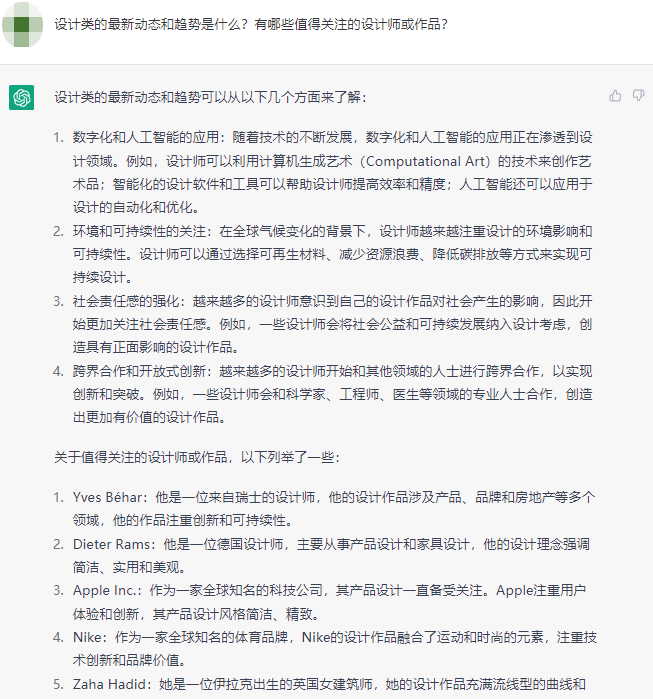 设计类的最新动态和趋势是什么？有哪些值得关注的设计师或作品？
设计类的最新动态和趋势可以从以下几个方面来了解：
1. 数字化和人工智能的应用：随着技术的不断发展，数字化和人工智能的应用正在渗透到设
计领域。例如，设计师可以利用计算机生成艺术（Computational Art）的技术来创作艺
术品；智能化的设计软件和工具可以帮助设计师提高效率和精度；人工智能还可以应用于
设计的自动化和优化。
2. 环境和可持续性的关注：在全球气候变化的背景下，设计师越来越注重设计的环境影响和
可持续性。设计师可以通过选择可再生材料、减少资源浪费、降低碳排放等方式来实现可
持续设计。
3. 社会责任感的强化：越来越多的设计师意识到自己的设计作品对社会产生的影响，因此开
始更加关注社会责任感。例如，一些设计师会将社会公益和可持续发展纳入设计考虑，创
造具有正面影响的设计作品。
4. 跨界合作和开放式创新：越来越多的设计师开始和其他领域的人士进行跨界合作，以实现
创新和突破。例如，一些设计师会和科学家、工程师、医生等领域的专业人士合作，创造
出更加有价值的设计作品。
关于值得关注的设计师或作品，以下列举了一些：
1. Yves Béhar：他是一位来自瑞士的设计师，他的设计作品涉及产品、品牌和房地产等多个
领域，他的作品注重创新和可持续性。
2. Dieter Rams：他是一位德国设计师，主要从事产品设计和家具设计，他的设计理念强调
简洁、实用和美观。
3. Apple Inc.：作为一家全球知名的科技公司，其产品设计一直备受关注。Apple注重用户
体验和创新，其产品设计风格简洁、精致。
4. Nike：作为一家全球知名的体育品牌，Nike的设计作品融合了运动和时尚的元素，注重技
术创新和品牌价值。
5. Zaha Hadid：她是一位伊拉克出生的英国女建筑师，她的设计作品充满流线型的曲线和